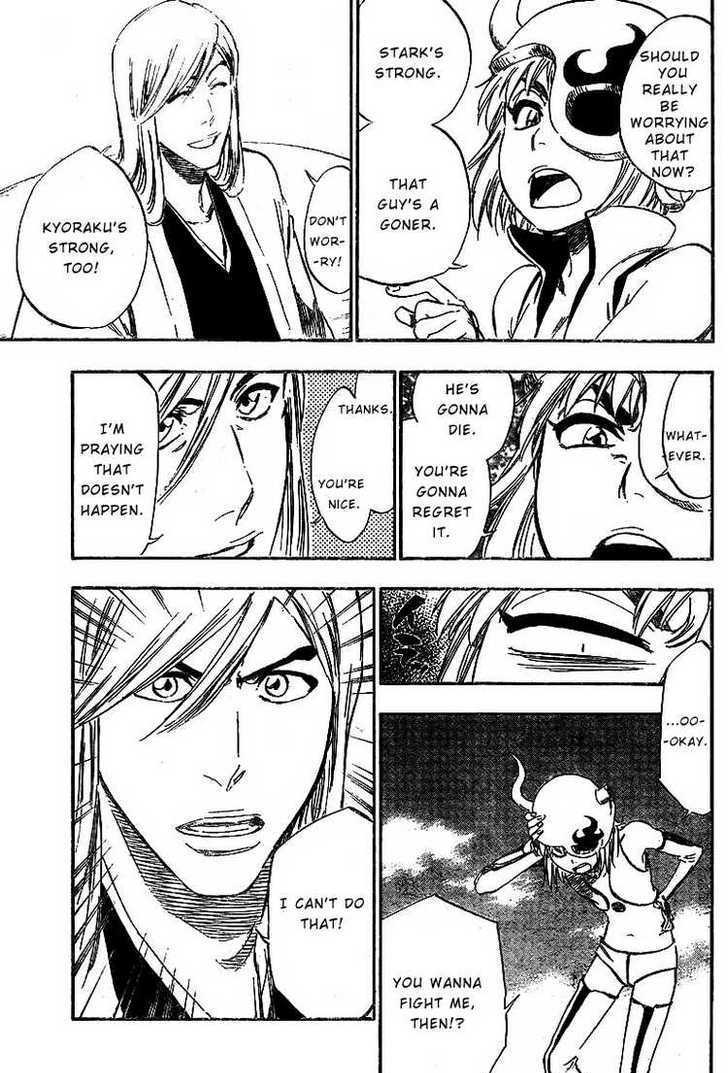 SHOULD
YOU
REALLY
BE
WORRYING
ABOUT
THAT
NOW?
STARK'S
STRONG.
THAT
GUY'S A
GONER.
DON'T
WOR-
-RY!
KYORAKU'S
STRONG,
TOO!
WHAT-
EVER.
HE'S
GONNA
DIE.
YOU'RE
GONNA
REGRET
IT.
THANKS.
YOU'RE
NICE.
I'M
PRAYING
THAT
DOESN'T
HAPPEN.
...OO-
-OKAY.
YOU WANNA
FIGHT ME,
THEN!?
I CAN'T DO
THAT!